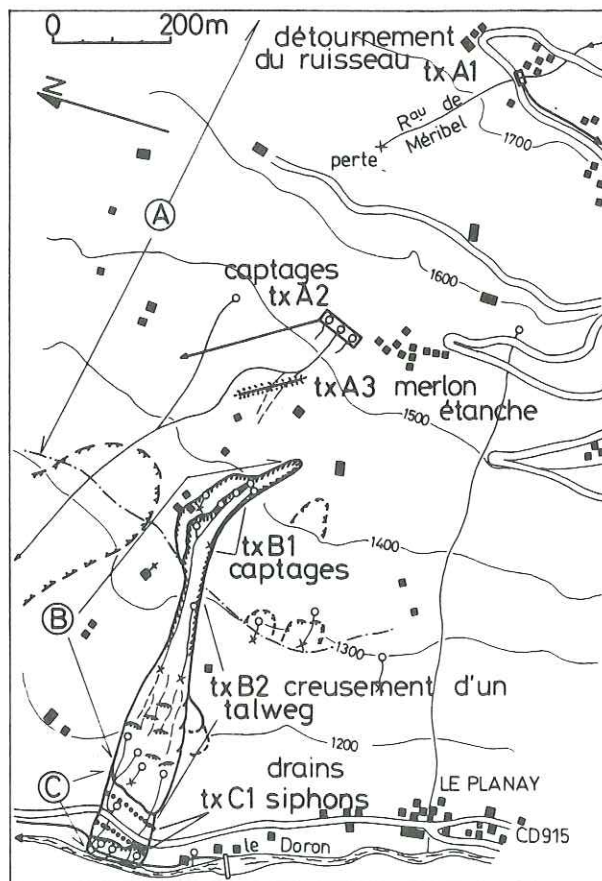 0 200m
détournement
du ruisseau
tx A1
N
Rau de
Méribel
1700
perte
A
1600
captages
tx A2
tx A3 merlon
étanche
1500
1400
tx B1
captages
B
1300
tx B2 creusement d'un
talweg
1200
C
drains
tx C1 siphons
LE PLANAY
CD915
le Doron